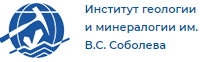 Институт геологии
и минералогии им.
В.С. Соболева